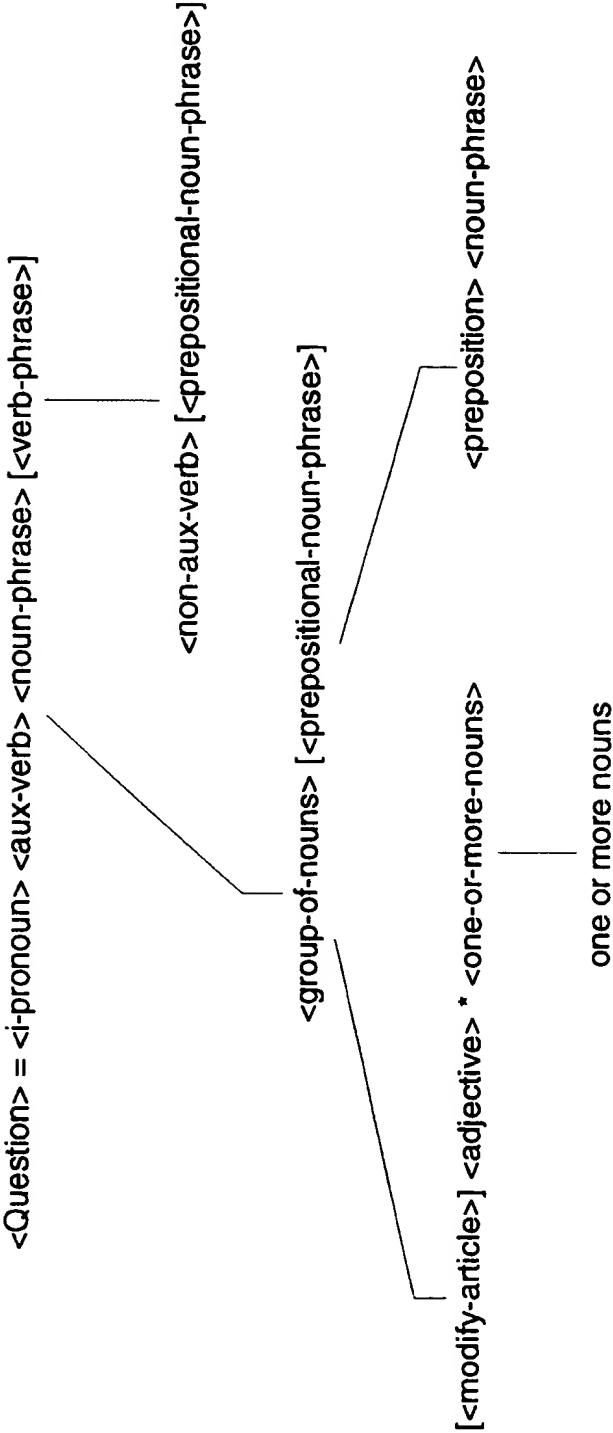 <Question> = <i-pronoun> <aux-verb> <noun-phrase> [<verb-phrase>]
<non-aux-verb> [<prepositional-noun-phrase>]
<group-of-nouns> [<prepositional-noun-phrase>]
[<modify-article>] <adjective> * <one-or-more-nouns>
<preposition> <noun-phrase>
one or more nouns